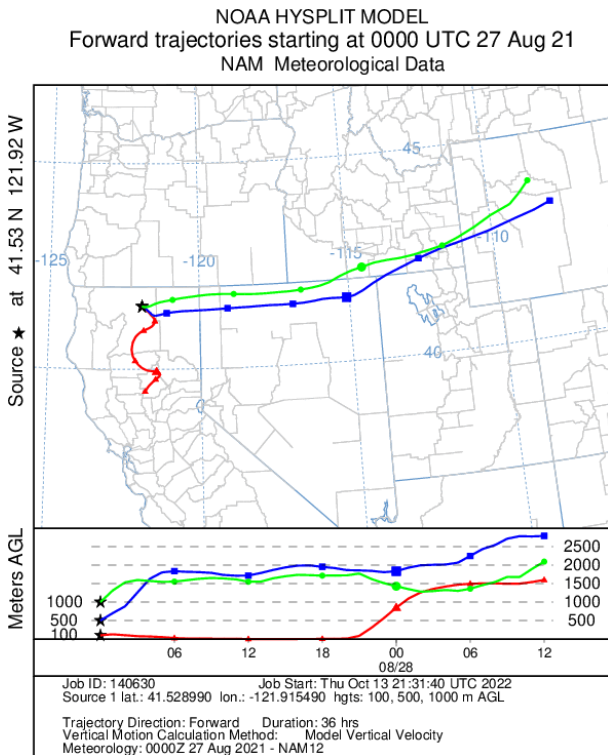 NOAA HYSPLIT MODEL
Forward trajectories starting at 0000 UTC 27 Aug 21
NAM Meteorological Data
Source ★ at 41.53 N 121.92 W
45
-125
-120
-115
-110
40
Meters AGL
1000
500
100
2500
2000
1500
1000
500
06
12
18
00
06
12
08/28
Job ID: 140630 Job Start: Thu Oct 13 21:31:40 UTC 2022
Source 1 lat.: 41.528990 lon.: -121.915490 hgts: 100, 500, 1000 m AGL
Trajectory Direction: Forward Duration: 36 hrs
Vertical Motion Calculation Method: Model Vertical Velocity
Meteorology: 0000Z 27 Aug 2021 - NAM12